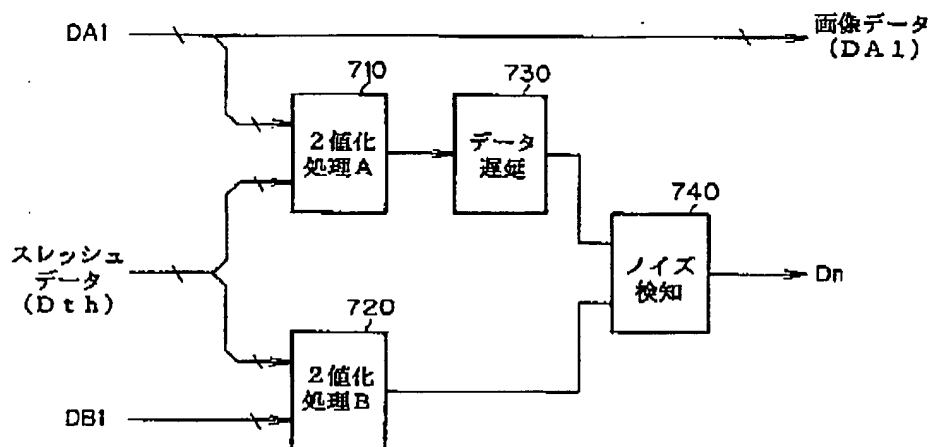 DA1
画像データ
(DA1)
710
730
2値化
処理A
データ
遅延
740
スレッシュ
データ
(Dth)
ノイズ
検知
Dn
720
2値化
処理B
DB1